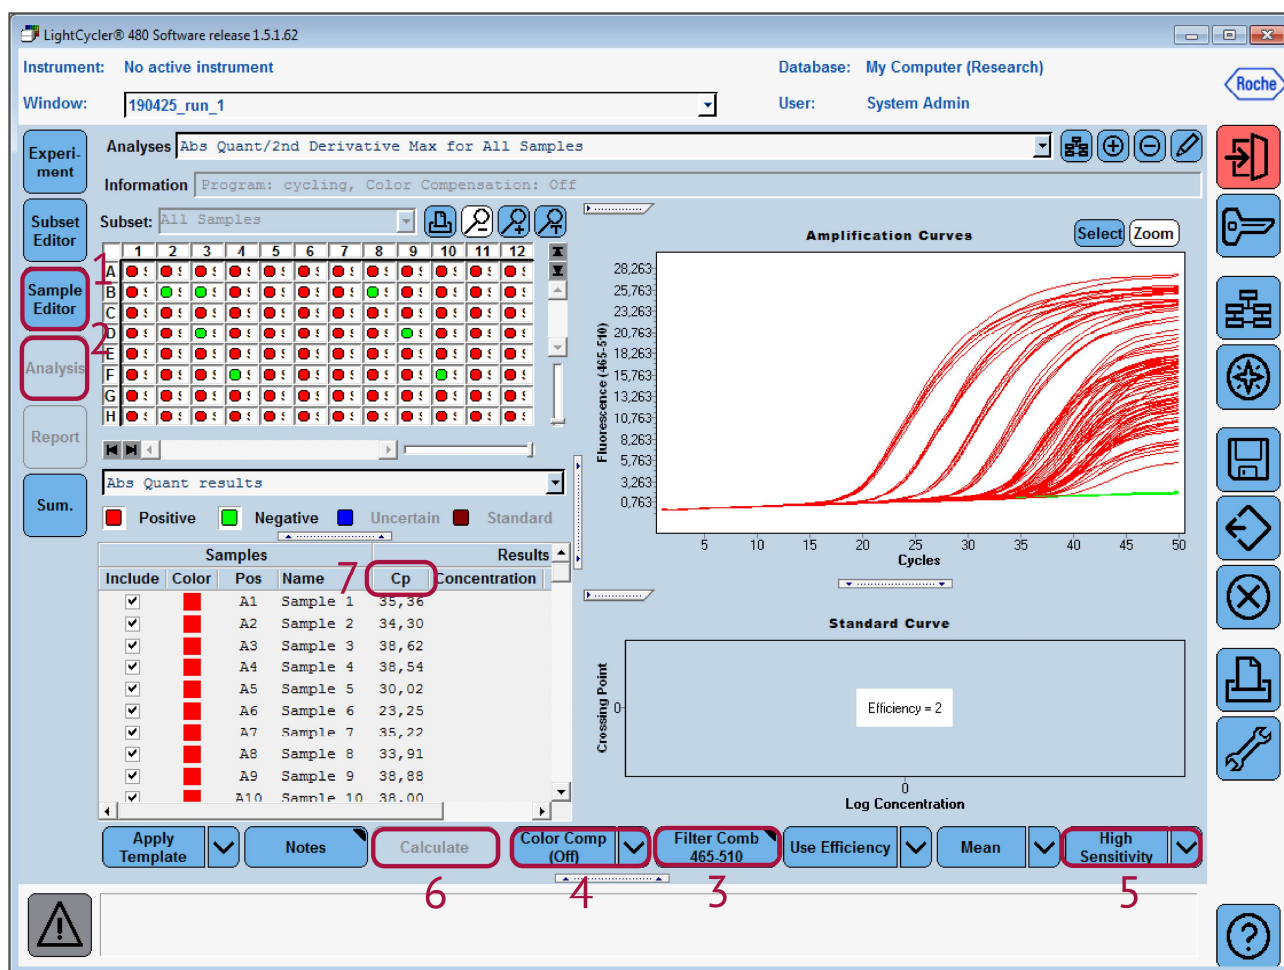 LightCycler® 480 Software release 1.5.1.62
Instrument: No active instrument
Database: My Computer (Research)
Roche
Window: 190425_run_1
User: System Admin
Experi-
ment
Subset
Editor
Sample
Editor
Analysis
Report
Sum.
1
2
Analyses Abs Quant/2nd Derivative Max for All Samples
Information Program: cycling, Color Compensation: Off
Subset: All Samples
1 2 3 4 5 6 7 8 9 10 11 12
A
B
C
D
E
F
G
H
Abs Quant results
Positive Negative Uncertain Standard
Samples Results
Include Color Pos Name Cp Concentration
7
A1 Sample 1 35,36
A2 Sample 2 34,30
A3 Sample 3 38,62
A4 Sample 4 38,54
A5 Sample 5 30,02
A6 Sample 6 23,25
A7 Sample 7 35,22
A8 Sample 8 33,91
A9 Sample 9 38,88
A10 Sample 10 38,00
Amplification Curves
Select Zoom
Fluorescence (465-510)
28,263
25,763
23,263
20,763
18,263
15,763
13,263
10,763
8,263
5,763
3,263
0,763
5 10 15 20 25 30 35 40 45 50
Cycles
Standard Curve
Crossing Point
0
Efficiency = 2
0
Log Concentration
Apply
Template
Notes
Calculate
Color Comp
(Off)
Filter Comb
465-510
Use Efficiency
Mean
High
Sensitivity
6 4 3 5